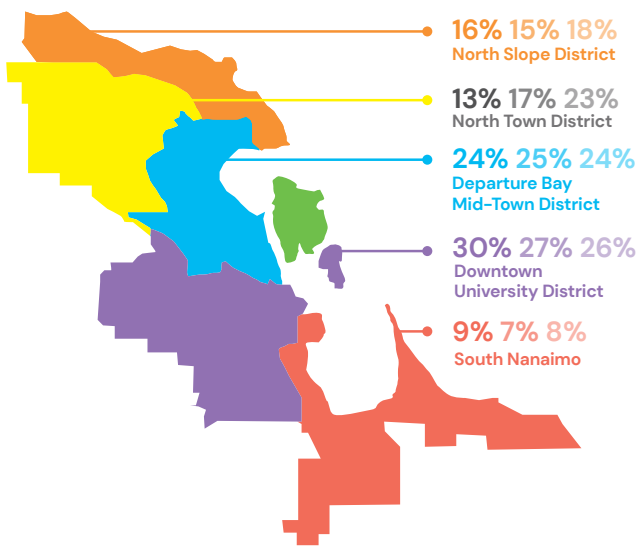 16% 15% 18%
North Slope District
13% 17% 23%
North Town District
24% 25% 24%
Departure Bay
Mid-Town District
30% 27% 26%
Downtown
University District
9% 7% 8%
South Nanaimo